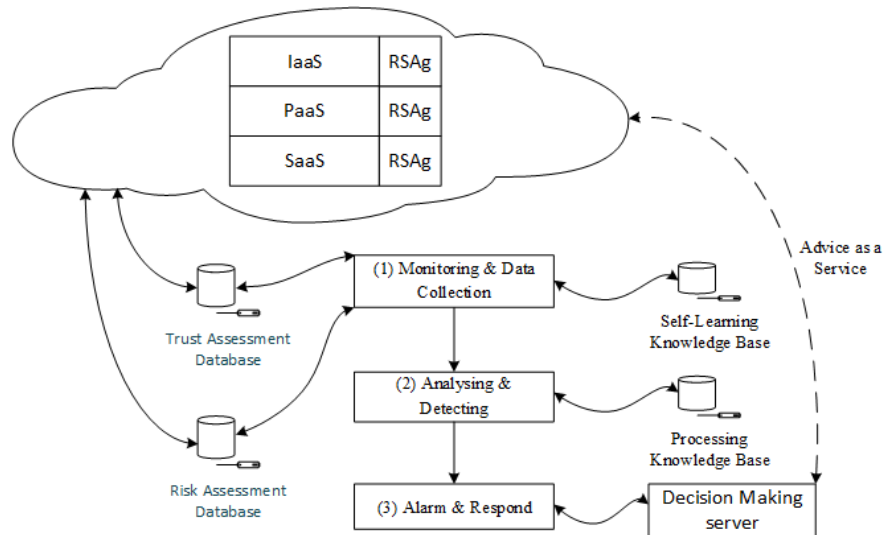 IaaS
RSAg
PaaS
RSAg
SaaS
RSAg
Advice as a
Service
(1) Monitoring & Data
Collection
Trust Assessment
Database
Self-Learning
Knowledge Base
(2) Analysing &
Detecting
Processing
Knowledge Base
Risk Assessment
Database
(3) Alarm & Respond
Decision Making
server